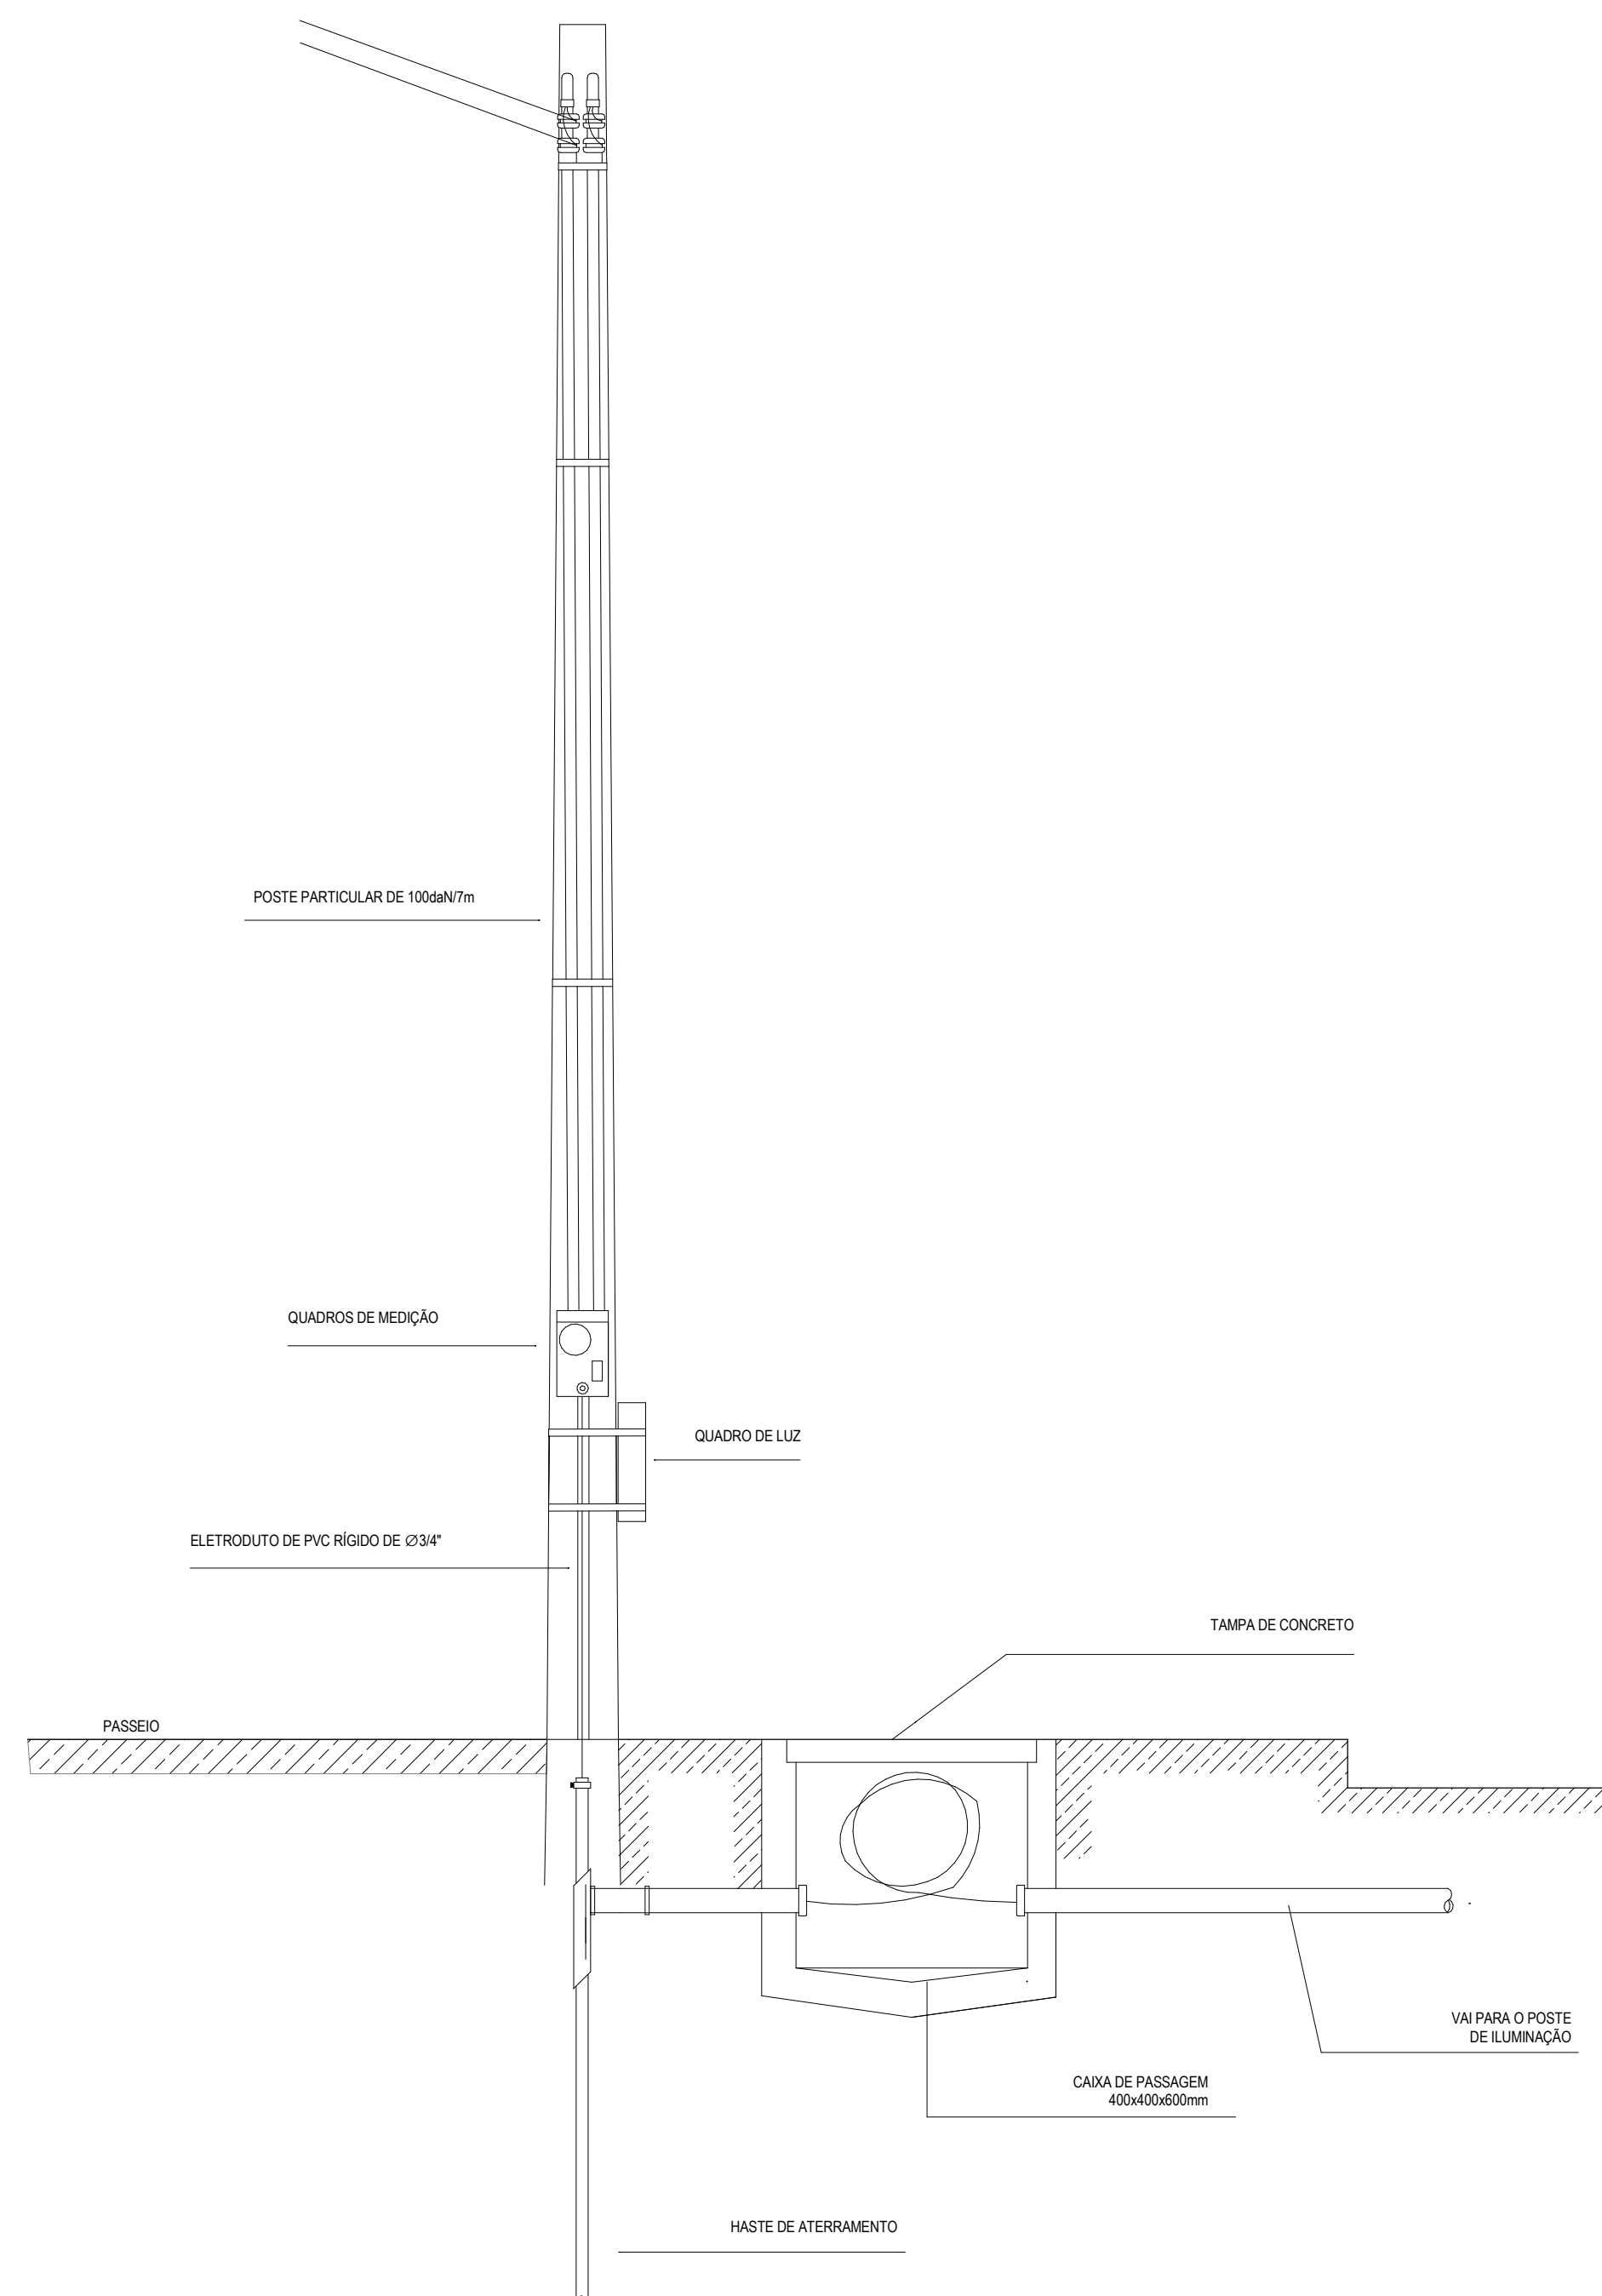 POSTE PARTICULAR DE 100daN/7m
QUADROS DE MEDIÇÃO
QUADRO DE LUZ
ELETRODUTO DE PVC RÍGIDO DE ∅3/4"
TAMPA DE CONCRETO
PASSEIO
VAI PARA O POSTE
DE ILUMINAÇÃO
CAIXA DE PASSAGEM
400x400x600mm
HASTE DE ATERRAMENTO